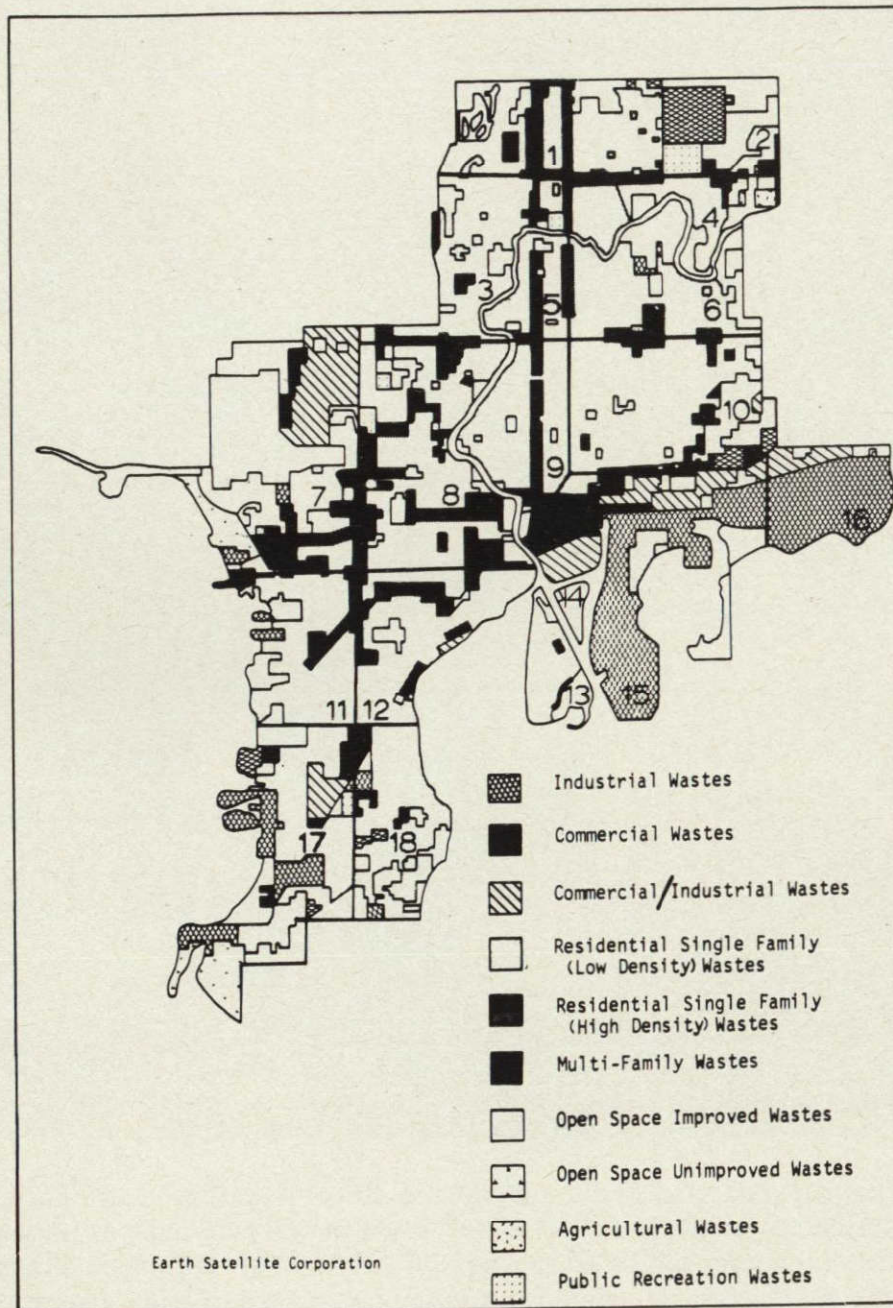 1
2
4
3
5
6
10
9
7
8
16
14
13
15
11 12
17
18
Industrial Wastes
Commercial Wastes
Commercial/Industrial Wastes
Residential Single Family
(Low Density) Wastes
Residential Single Family
(High Density) Wastes
Multi-Family Wastes
Open Space Improved Wastes
Open Space Unimproved Wastes
Agricultural Wastes
Public Recreation Wastes
Earth Satellite Corporation